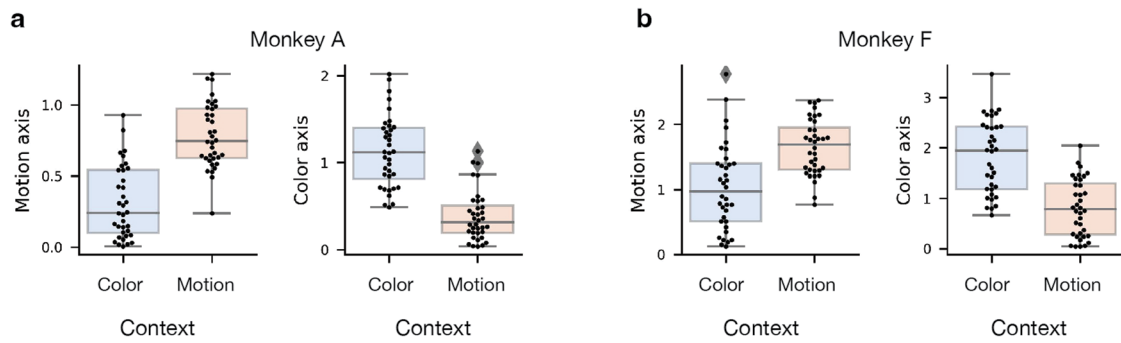 a
Monkey A
Motion axis
1.0
0.5
0.0
Color Motion
Context
Color axis
2
1
0
Color Motion
Context
b
Monkey F
Motion axis
2
1
0
Color Motion
Context
Color axis
3
2
1
0
Color Motion
Context